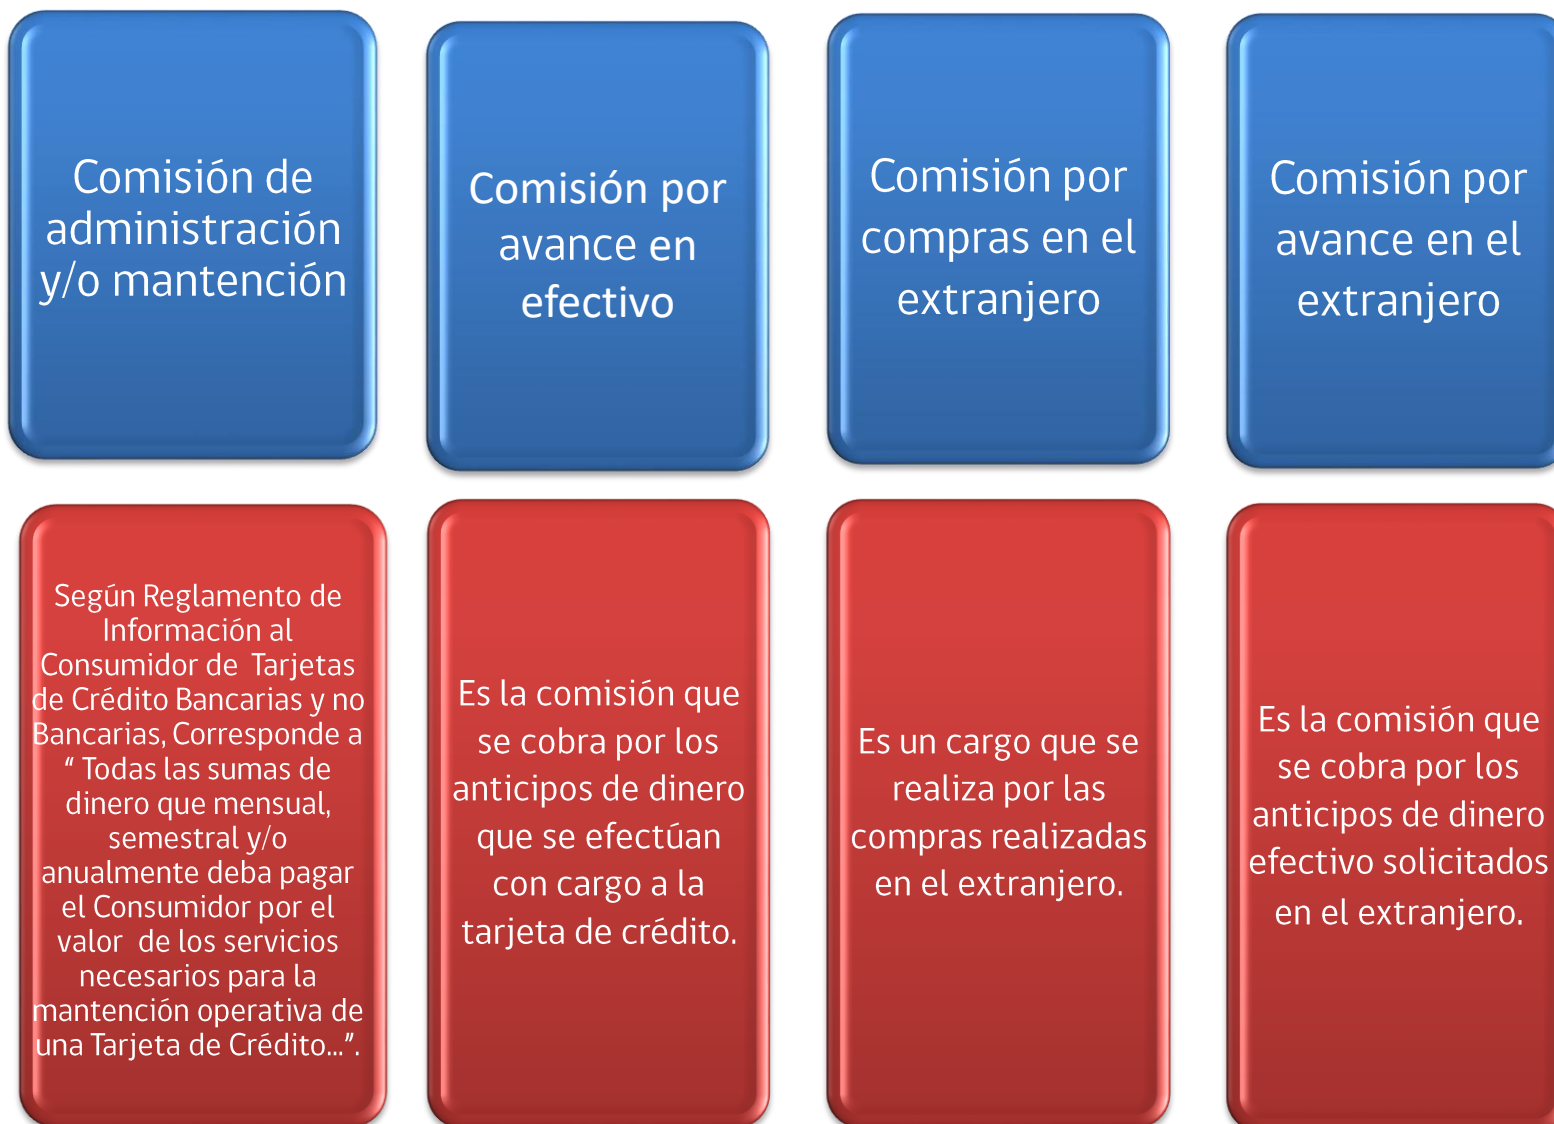 Comisión de
administración
y/o mantención
Comisión por
avance en
efectivo
Comisión por
compras en el
extranjero
Comisión por
avance en el
extranjero
Según Reglamento de
Información al
Consumidor de  Tarjetas
de Crédito Bancarias y no
Bancarias, Corresponde a
“ Todas las sumas de
dinero que mensual,
semestral y/o
anualmente deba pagar
el Consumidor por el
valor  de los servicios
necesarios para la
mantención operativa de
una Tarjeta de Crédito...”.
Es la comisión que
se cobra por los
anticipos de dinero
que se efectúan
con cargo a la
tarjeta de crédito.
Es un cargo que se
realiza por las
compras realizadas
en el extranjero.
Es la comisión que
se cobra por los
anticipos de dinero
efectivo solicitados
en el extranjero.